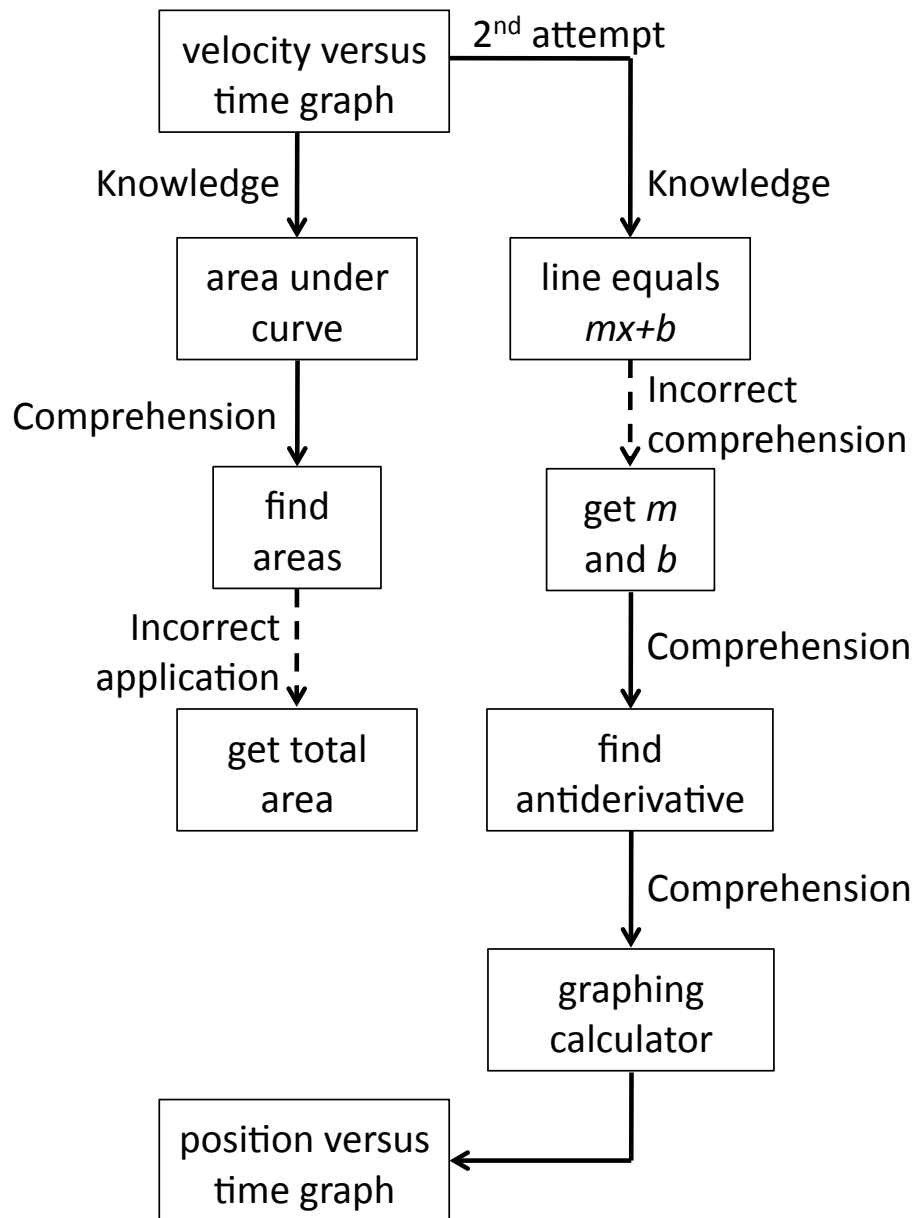 velocity versus
time graph
2nd attempt
Knowledge
Knowledge
area under
curve
line equals
mx+b
Comprehension
Incorrect
comprehension
find
areas
get m
and b
Incorrect
application
Comprehension
get total
area
find
antiderivative
Comprehension
graphing
calculator
position versus
time graph